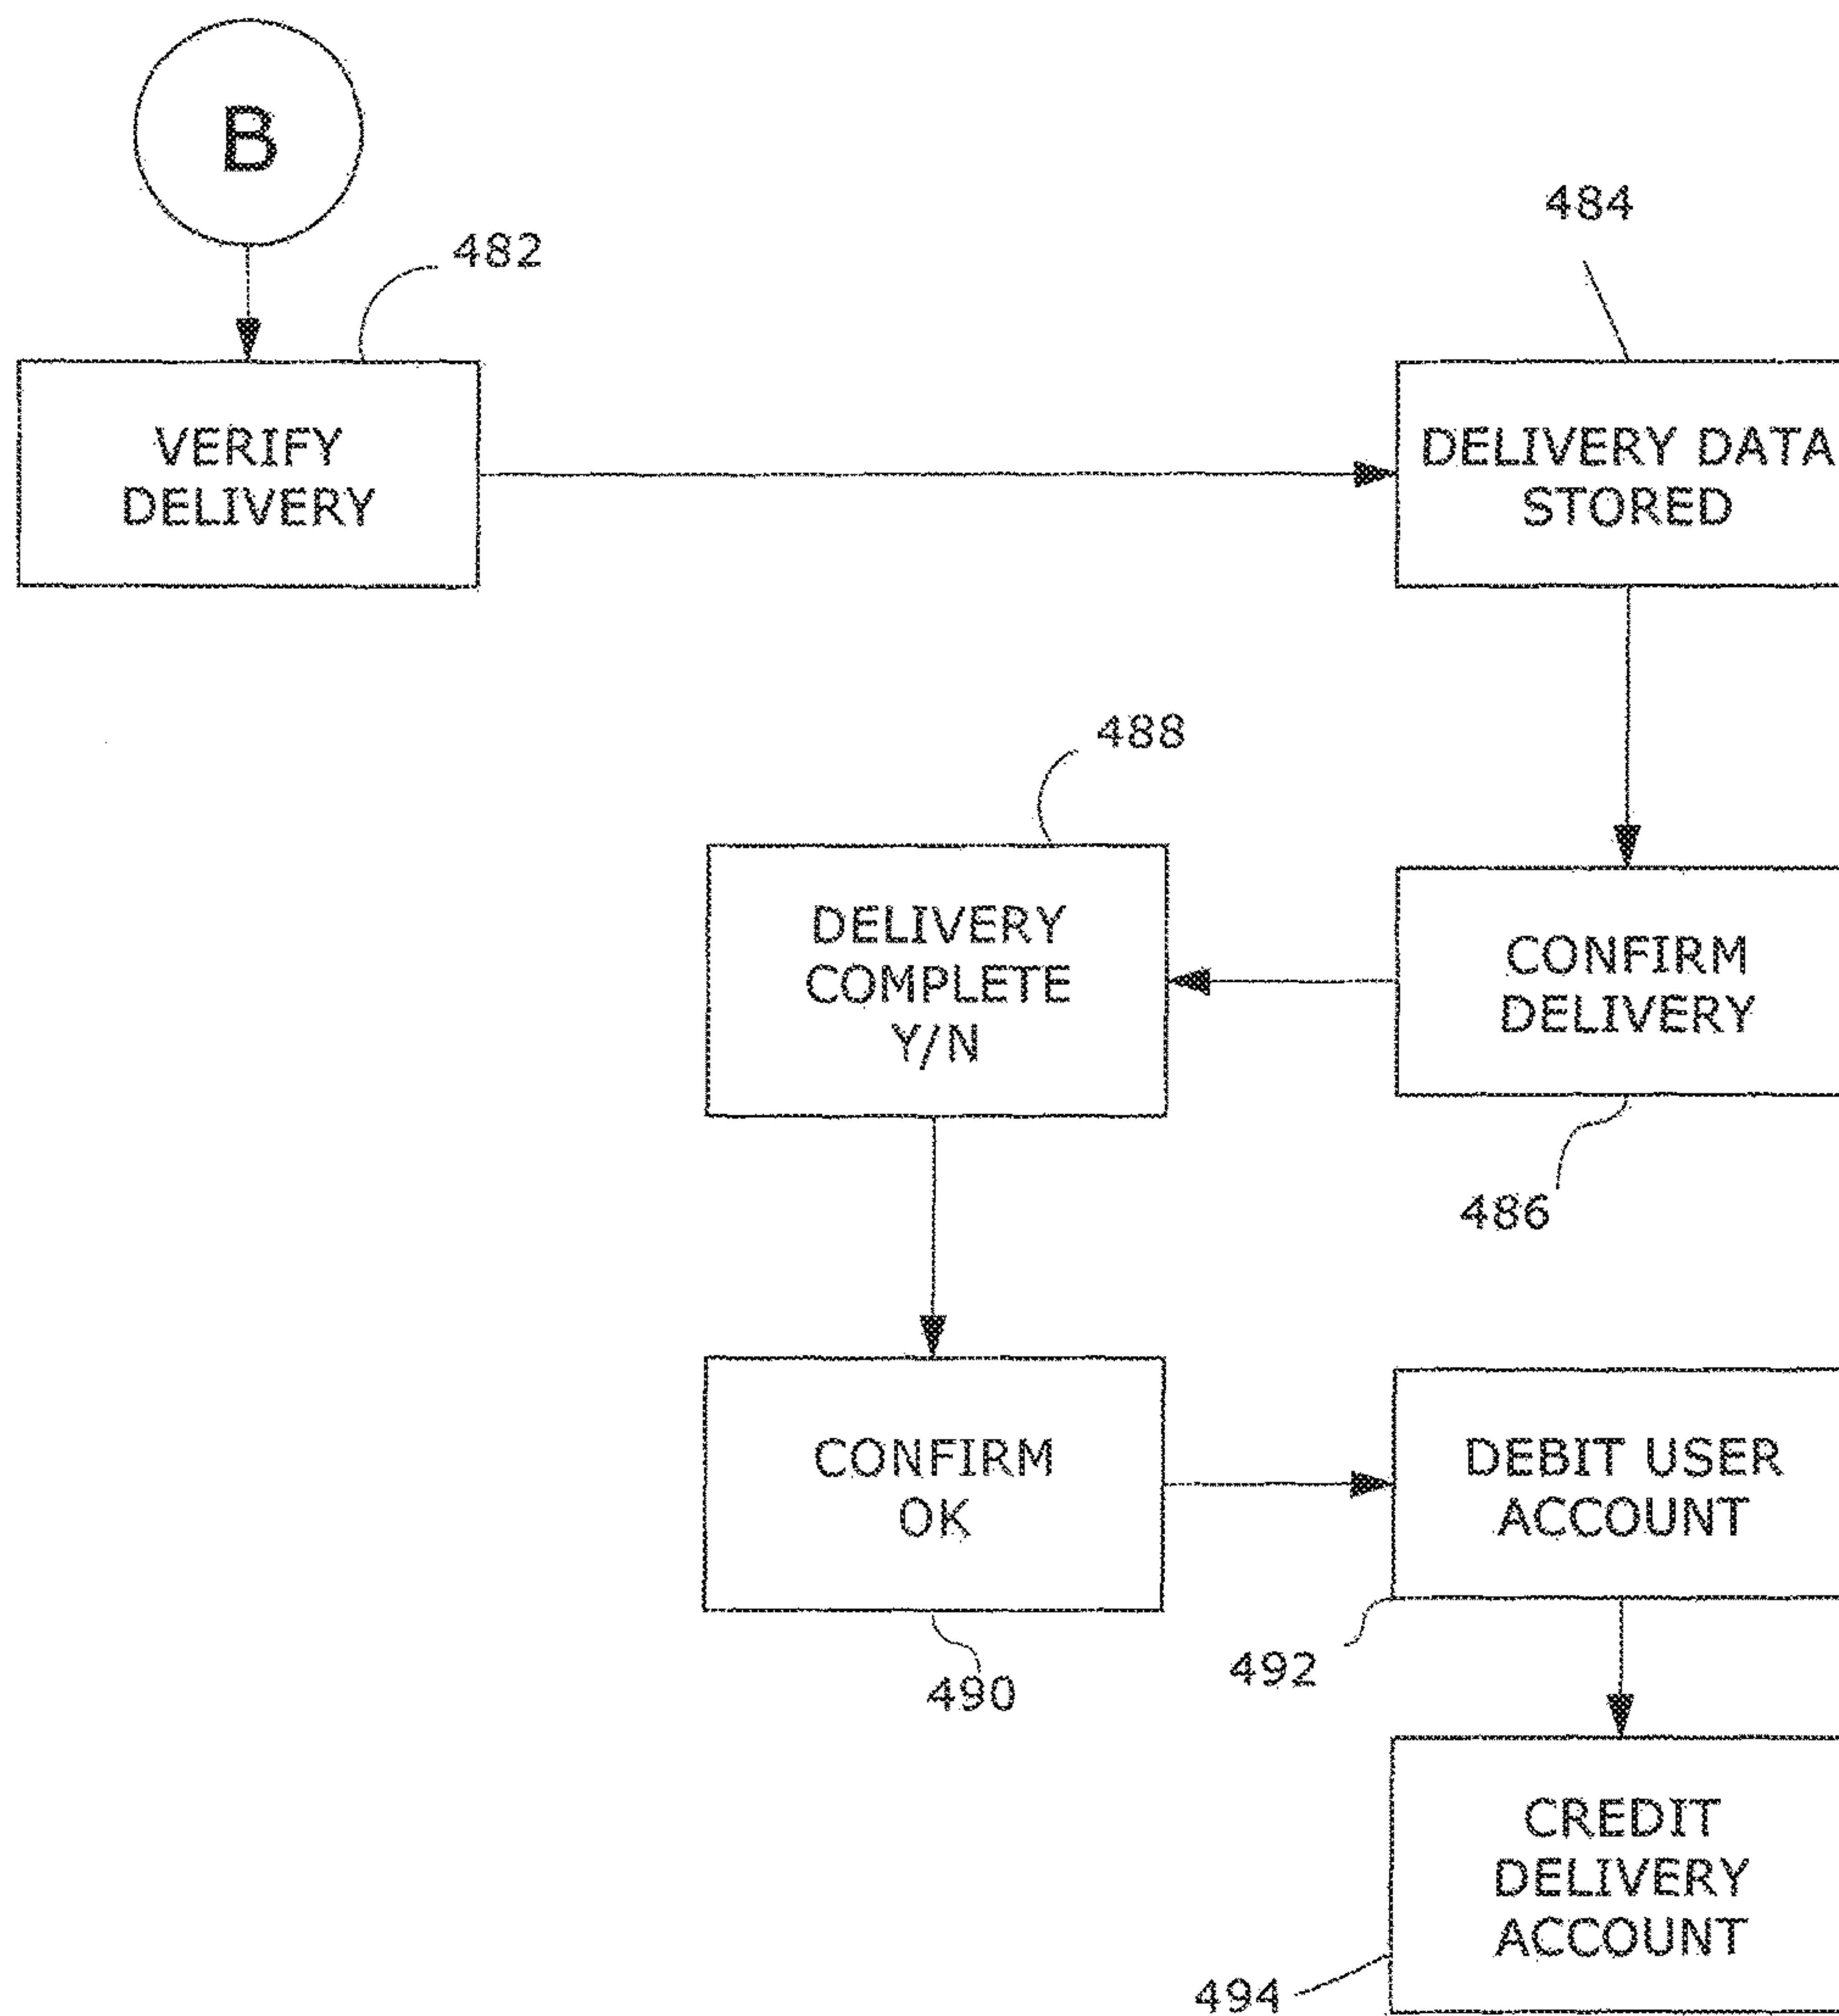 B
482
484
VERIFY
DELIVERY
DELIVERY DATA
STORED
488
DELIVERY
COMPLETE
Y/N
CONFIRM
DELIVERY
486
CONFIRM
OK
DEBIT USER
ACCOUNT
490
492
CREDIT
DELIVERY
ACCOUNT
494